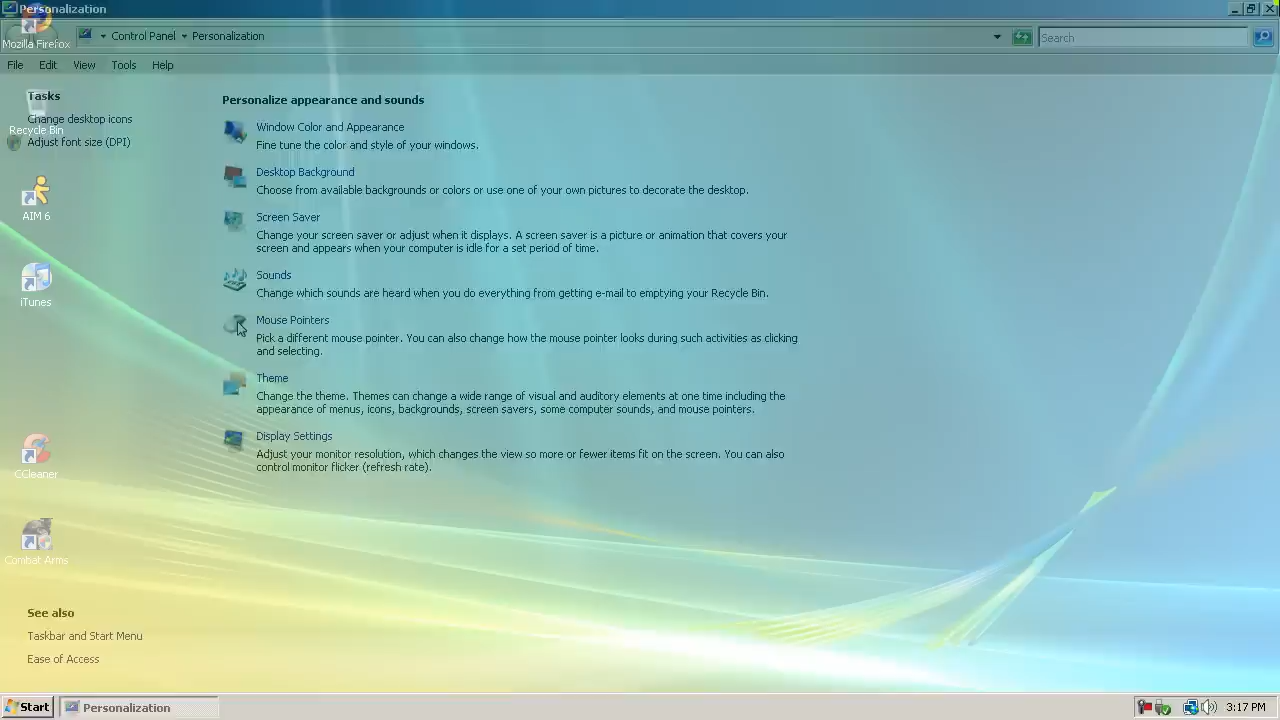 Personalization
Mozilla Firefox
Control Panel
Personalization
Search
File
Edit
View
Tools
Help
Tasks
Change desktop icons
Recycle Bin
Adjust font size (DPI)
AIM 6
iTunes
CCleaner
Combat Arms
See also
Taskbar and Start Menu
Ease of Access
Personalize appearance and sounds
Window Color and Appearance
Fine tune the color and style of your windows.
Desktop Background
Choose from available backgrounds or colors or use one of your own pictures to decorate the desktop.
Screen Saver
Change your screen saver or adjust when it displays. A screen saver is a picture or animation that covers your
screen and appears when your computer is idle for a set period of time.
Sounds
Change which sounds are heard when you do everything from getting e-mail to emptying your Recycle Bin.
Mouse Pointers
Pick a different mouse pointer. You can also change how the mouse pointer looks during such activities as clicking
and selecting.
Theme
Change the theme. Themes can change a wide range of visual and auditory elements at one time including the
appearance of menus, icons, backgrounds, screen savers, some computer sounds, and mouse pointers.
Display Settings
Adjust your monitor resolution, which changes the view so more or fewer items fit on the screen. You can also
control monitor flicker (refresh rate).
Start
Personalization
3:17 PM